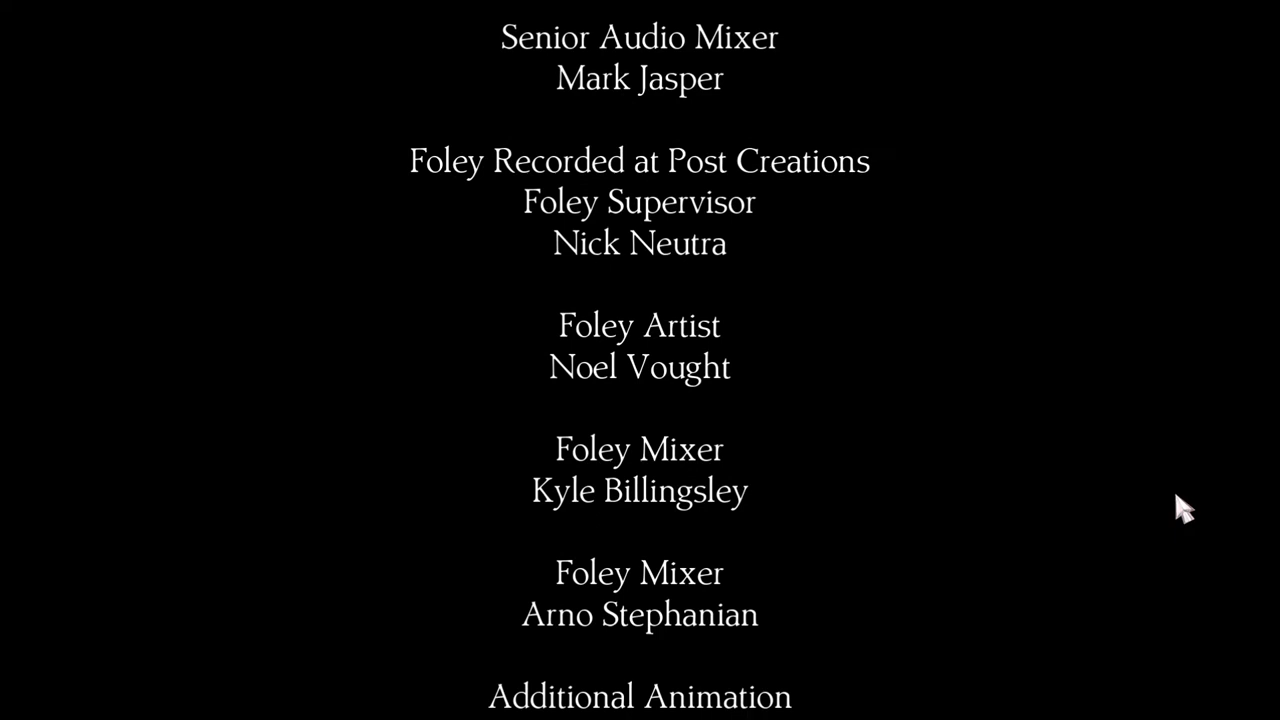 Senior Audio Mixer
Mark Jasper
Foley Recorded at Post Creations
Foley Supervisor
Nick Neutra
Foley Artist
Noel Vought
Foley Mixer
Kyle Billingsley
Foley Mixer
Arno Stephanian
Additional Animation